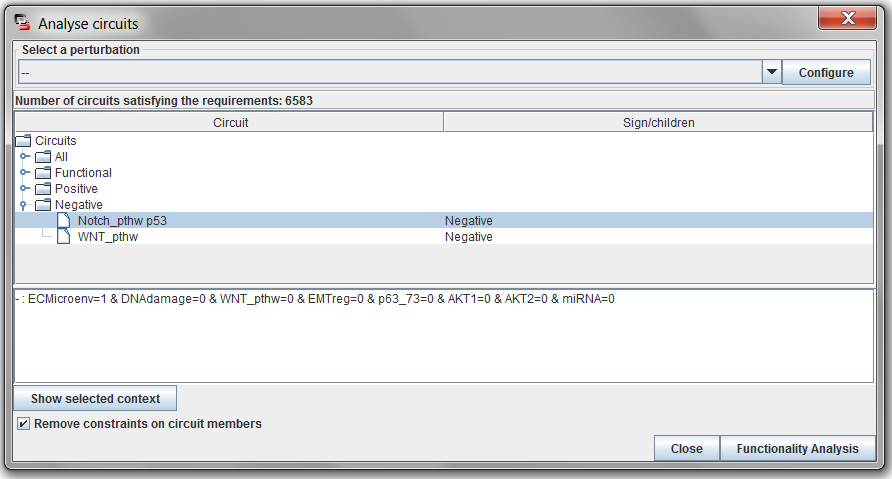 Analyse circuits
Select a perturbation
--
Configure
Number of circuits satisfying the requirements: 6583
Circuit Sign/children
Circuits
All
Functional
Positive
Negative
Notch_pthw p53 Negative
WNT_pthw Negative
- : ECMicroenv=1 & DNAdamage=0 & WNT_pthw=0 & EMTreg=0 & p63_73=0 & AKT1=0 & AKT2=0 & miRNA=0
Show selected context
Remove constraints on circuit members
Close Functionality Analysis